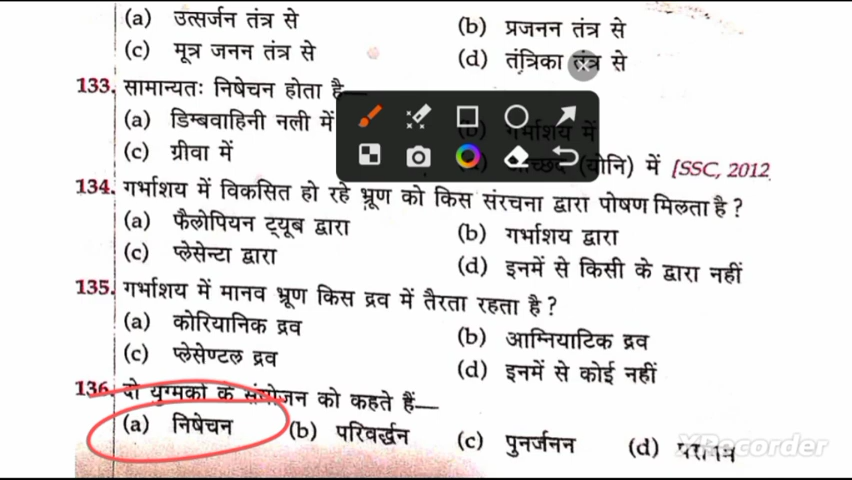 (a) उत्सर्जन तंत्र से (b) प्रजनन तंत्र से
(c) मूत्र जनन तंत्र से (d) तंत्रिका तंत्र से
133. सामान्यतः निषेचन होता है—
(a) डिम्बवाहिनी नली में (b) गर्भाशय में
(c) ग्रीवा में (योनि) में [SSC, 2012
134. गर्भाशय में विकसित हो रहे भ्रूण को किस संरचना द्वारा पोषण मिलता है ?
(a) फैलोपियन ट्यूब द्वारा (b) गर्भाशय द्वारा
(c) प्लेसेन्टा द्वारा (d) इनमें से किसी के द्वारा नहीं
135. गर्भाशय में मानव भ्रूण किस द्रव में तैरता रहता है ?
(a) कोरियानिक द्रव (b) आम्नियाटिक द्रव
(c) प्लेसेण्टल द्रव (d) इनमें से कोई नहीं
136. दो युग्मकों के संयोजन को कहते हैं—
(a) निषेचन (b) परिवर्द्धन (c) पुनर्जनन (d)
XRecorder